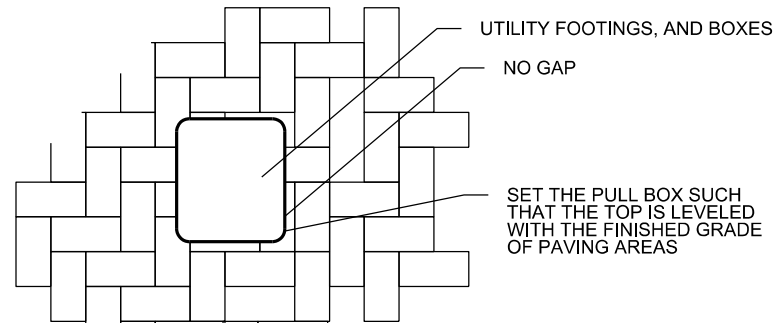 UTILITY FOOTINGS, AND BOXES
NO GAP
SET THE PULL BOX SUCH
THAT THE TOP IS LEVELED
WITH THE FINISHED GRADE
OF PAVING AREAS